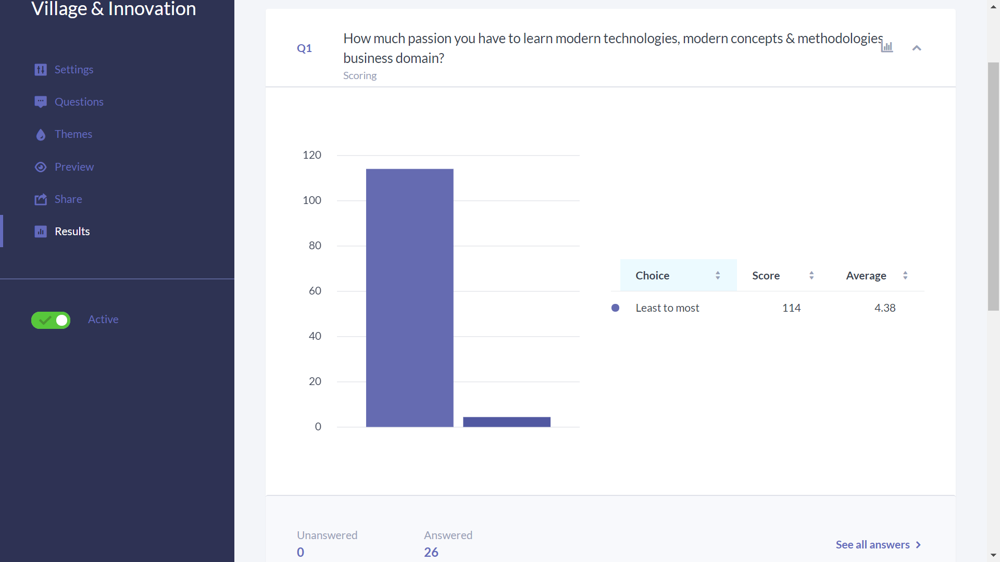 Village & Innovation
Settings
Questions
Themes
Preview
Share
Results
Active
Q1
How much passion you have to learn modern technologies, modern concepts & methodologies
business domain?
Scoring
120
100
80
60
40
20
0
Choice Score Average
Least to most 114 4.38
Unanswered Answered
0 26
See all answers